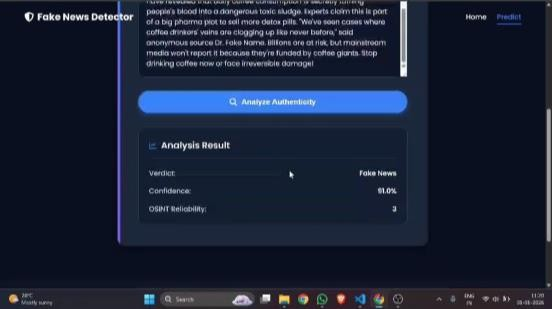 Fake News Detector
Home
Predict
have revealed that daily coffee consumption is secretly turning
people's blood into a dangerous toxic sludge. Experts claim this is part
of a big pharma plot to sell more detox pills. "We've seen cases where
coffee drinkers' veins are clogging up like never before," said
anonymous source Dr. Fake Name. Billions are at risk, but mainstream
media won't report it because they're funded by coffee giants. Stop
drinking coffee now or face irreversible damage!
Analyze Authenticity
Analysis Result
Verdict:
Fake News
Confidence:
91.0%
OSINT Reliability:
3
Mostly sunny
Search
ENG
IN
11:20